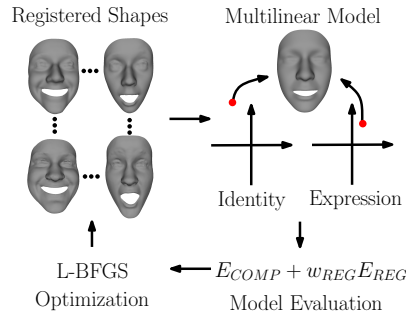 Registered Shapes
Multilinear Model
Identity
Expression
L-BFGS
Optimization
E_{COMP} + w_{REG}E_{REG}
Model Evaluation